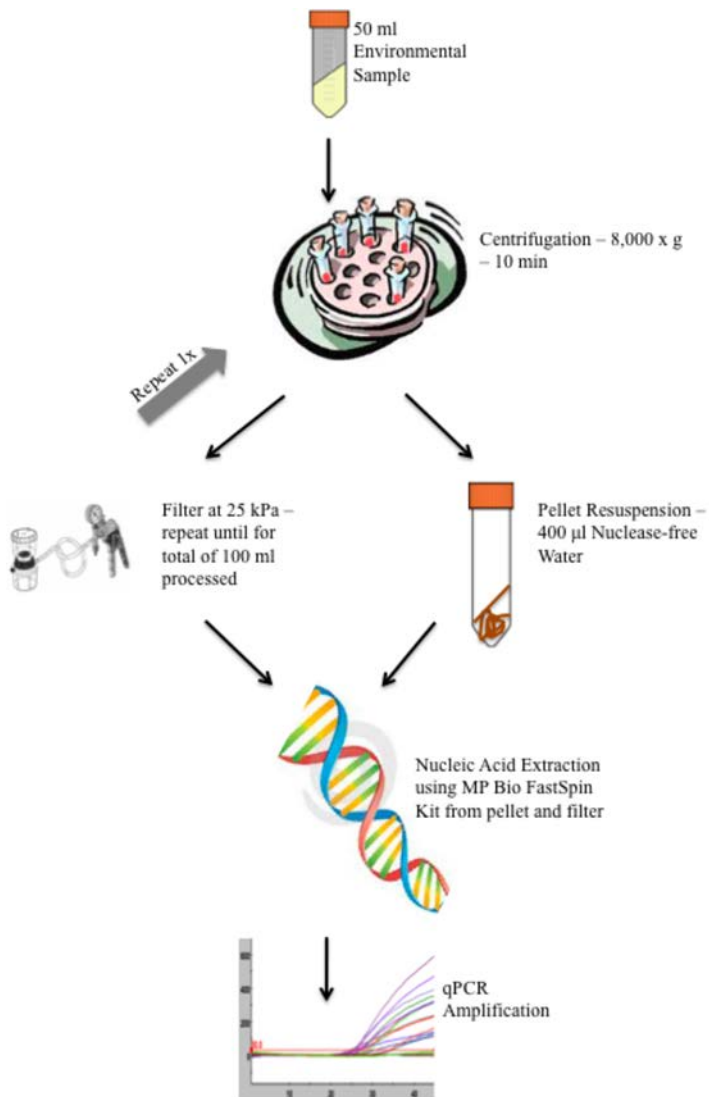 50 ml
Environmental
Sample
Centrifugation – 8,000 x g
– 10 min
Repeat 1x
Filter at 25 kPa –
repeat until for
total of 100 ml
processed
Pellet Resuspension –
400 µl Nuclease-free
Water
Nucleic Acid Extraction
using MP Bio FastSpin
Kit from pellet and filter
qPCR
Amplification